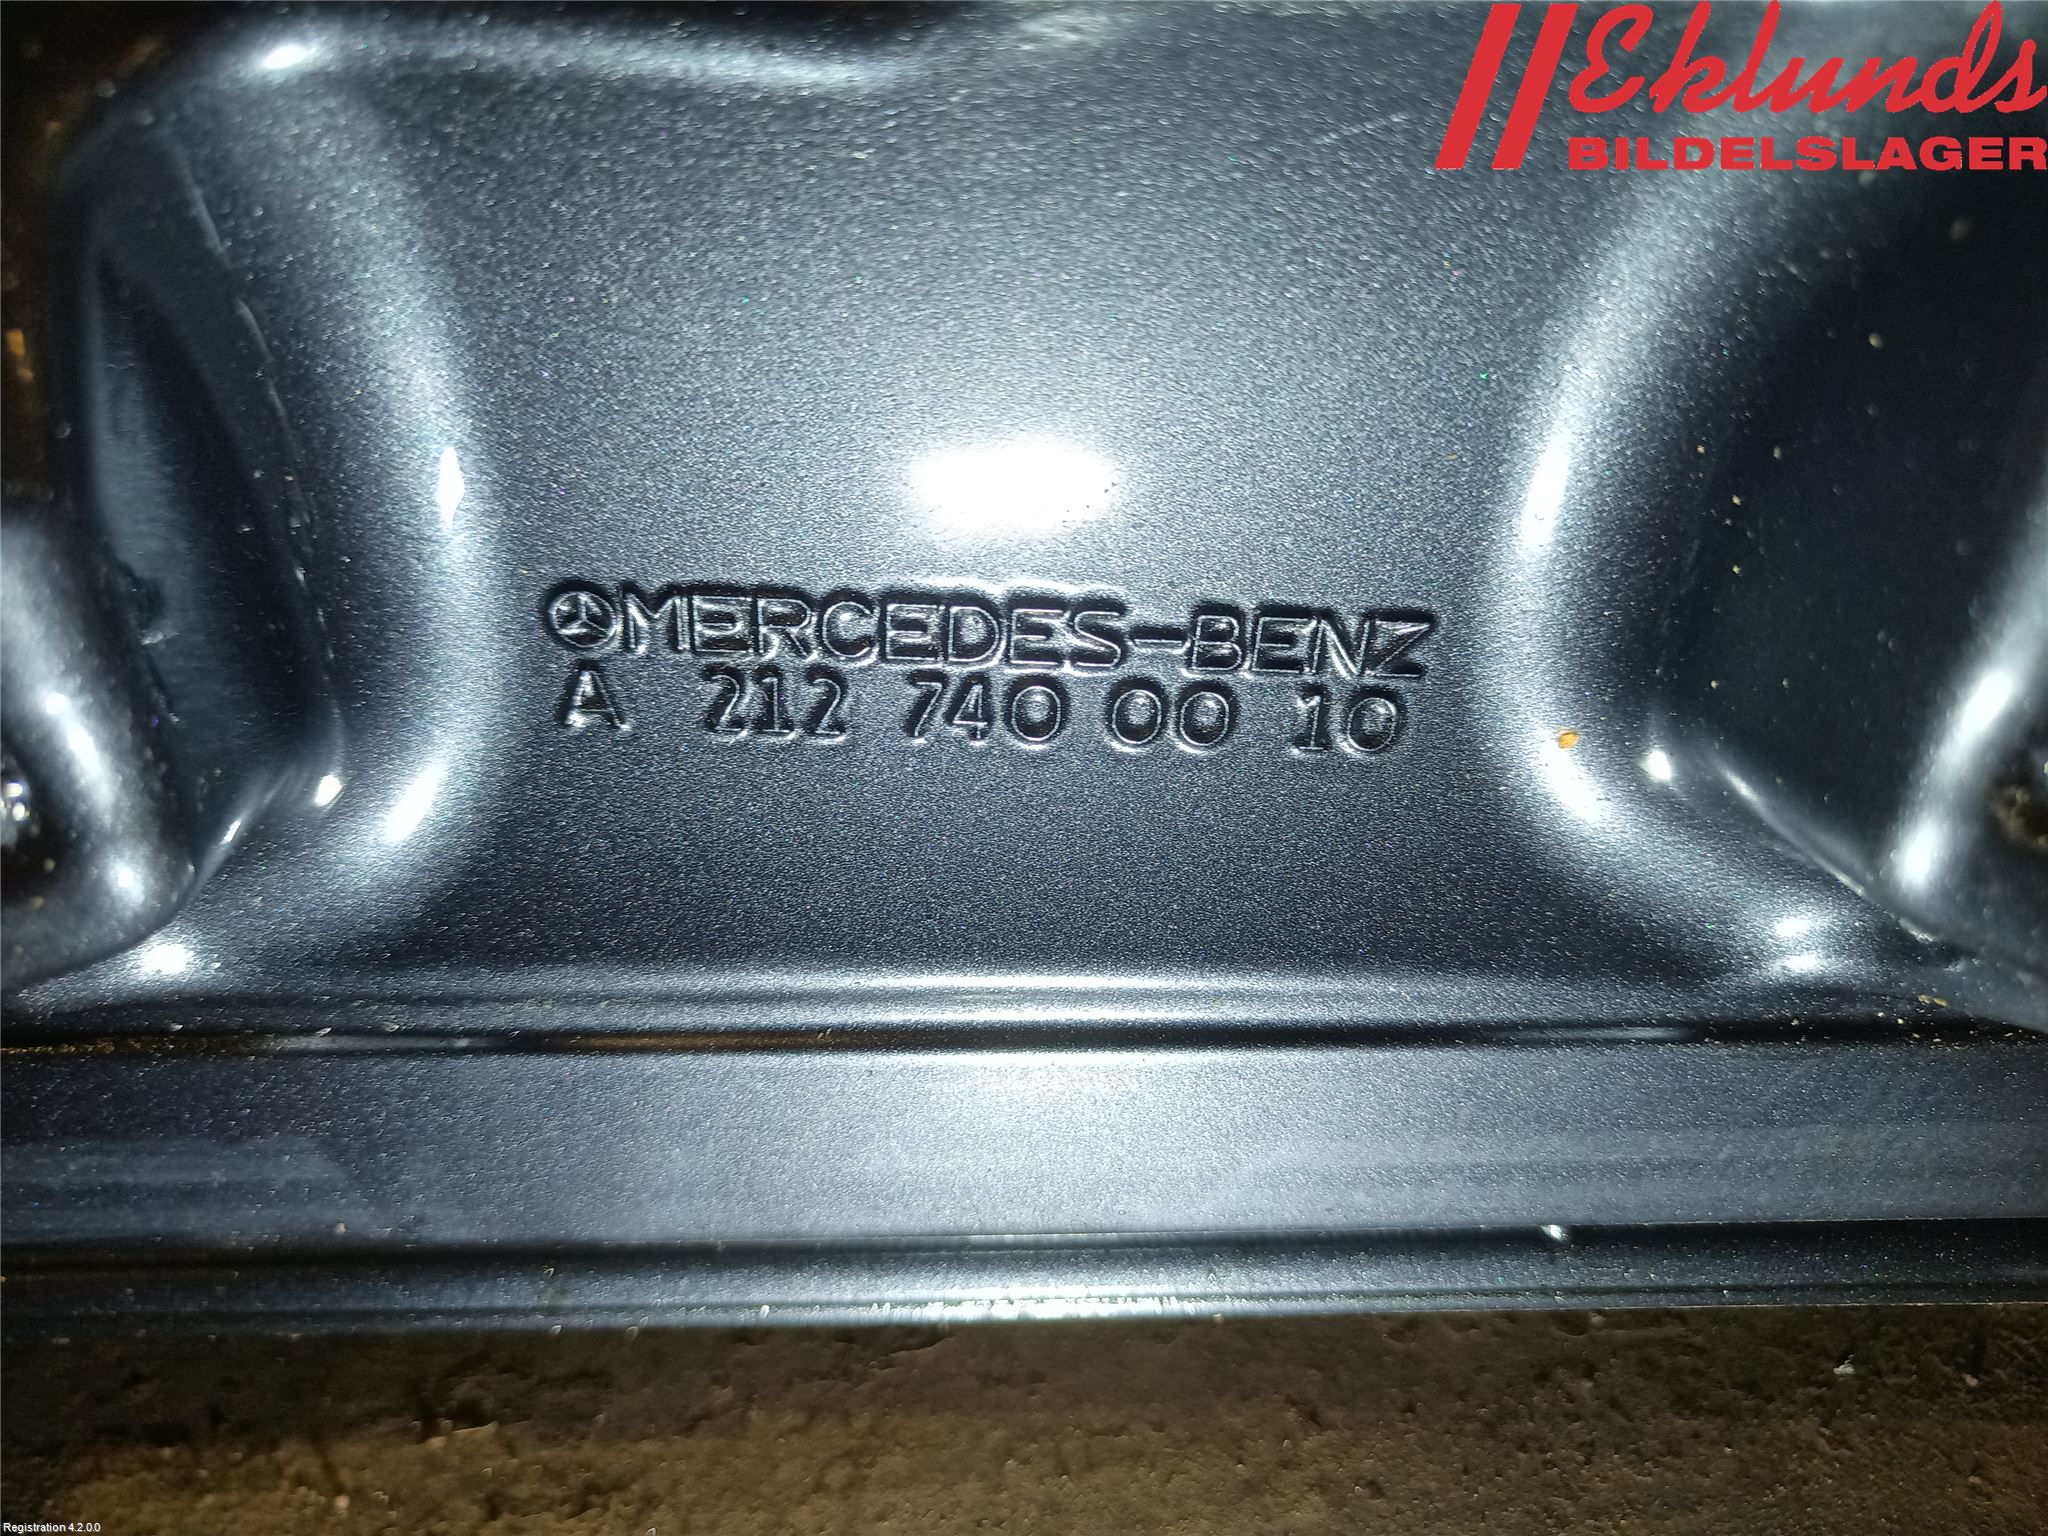 Eklunds
BILDELSLAGER
MERCEDES-BENZ
A 212 740 00 10
Registration 4.2.0.0